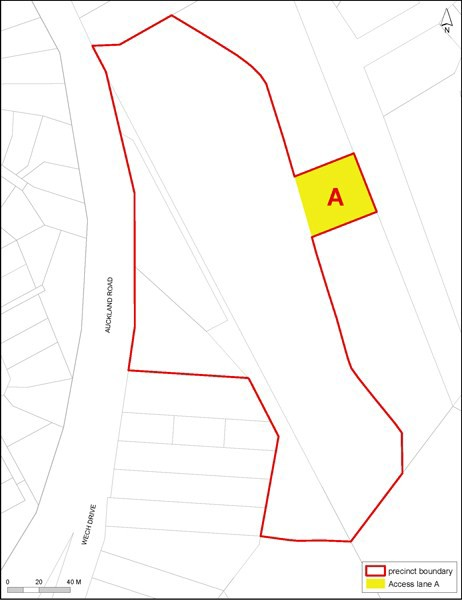 N
A
AUCKLAND ROAD
WECH DRIVE
precinct boundary
Access lane A
0 20 40 M